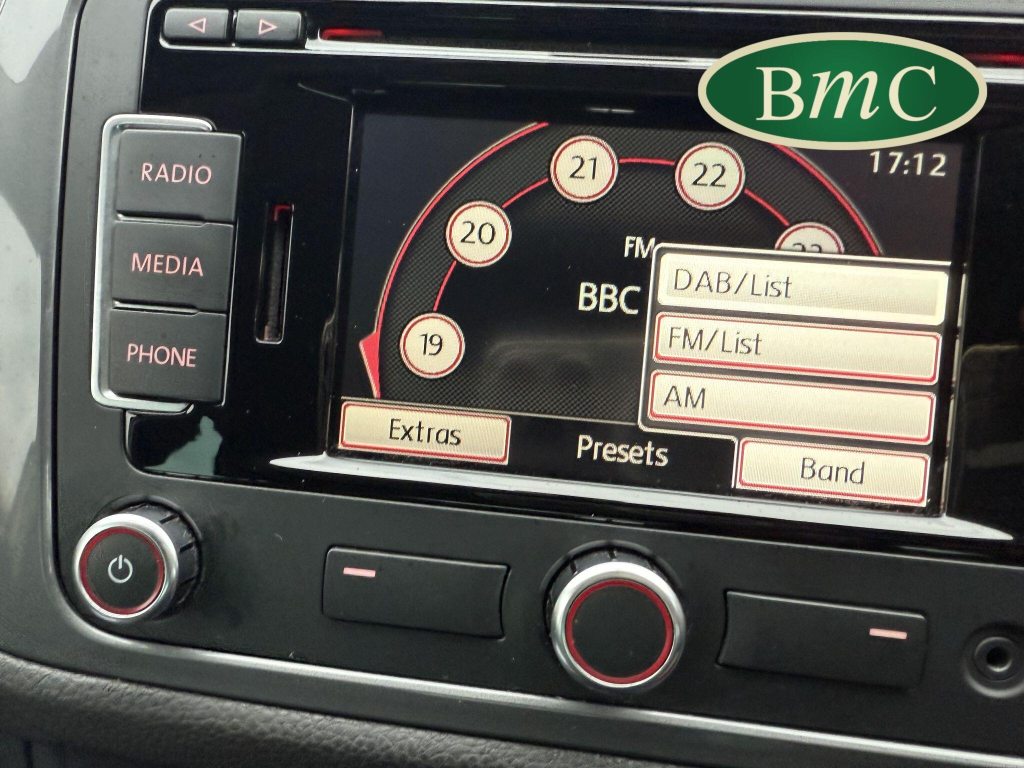 BmC
17:12
RADIO
MEDIA
PHONE
19
20
21
22
FM
BBC
DAB/List
FM/List
AM
Extras
Presets
Band